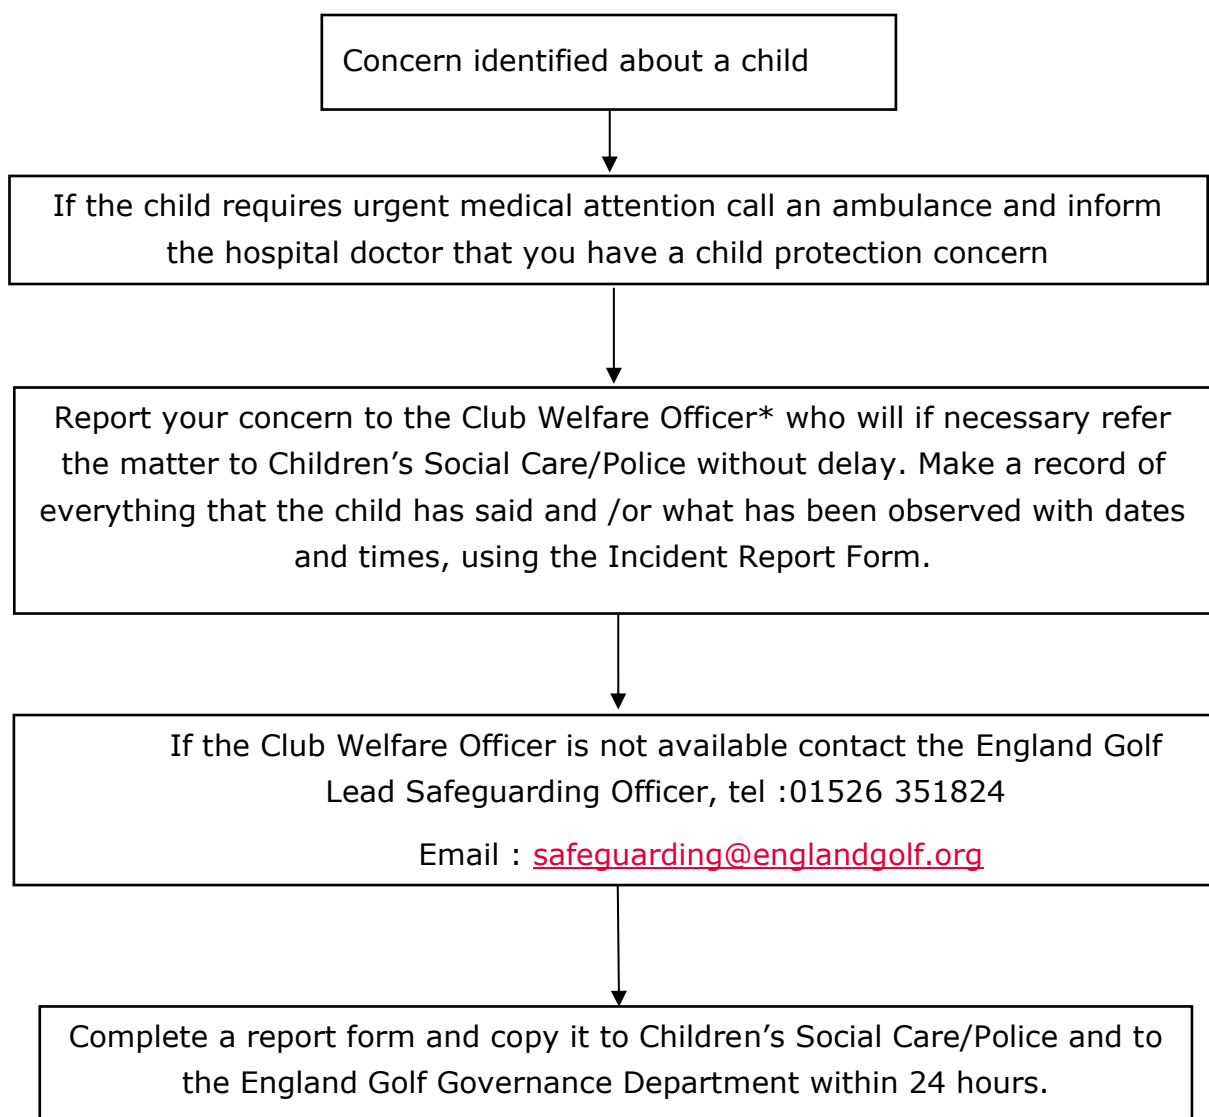 Concern identified about a child
If the child requires urgent medical attention call an ambulance and inform
the hospital doctor that you have a child protection concern
Report your concern to the Club Welfare Officer* who will if necessary refer
the matter to Children’s Social Care/Police without delay. Make a record of
everything that the child has said and /or what has been observed with dates
and times, using the Incident Report Form.
If the Club Welfare Officer is not available contact the England Golf
Lead Safeguarding Officer, tel :01526 351824
Email : safeguarding@englandgolf.org
Complete a report form and copy it to Children’s Social Care/Police and to
the England Golf Governance Department within 24 hours.